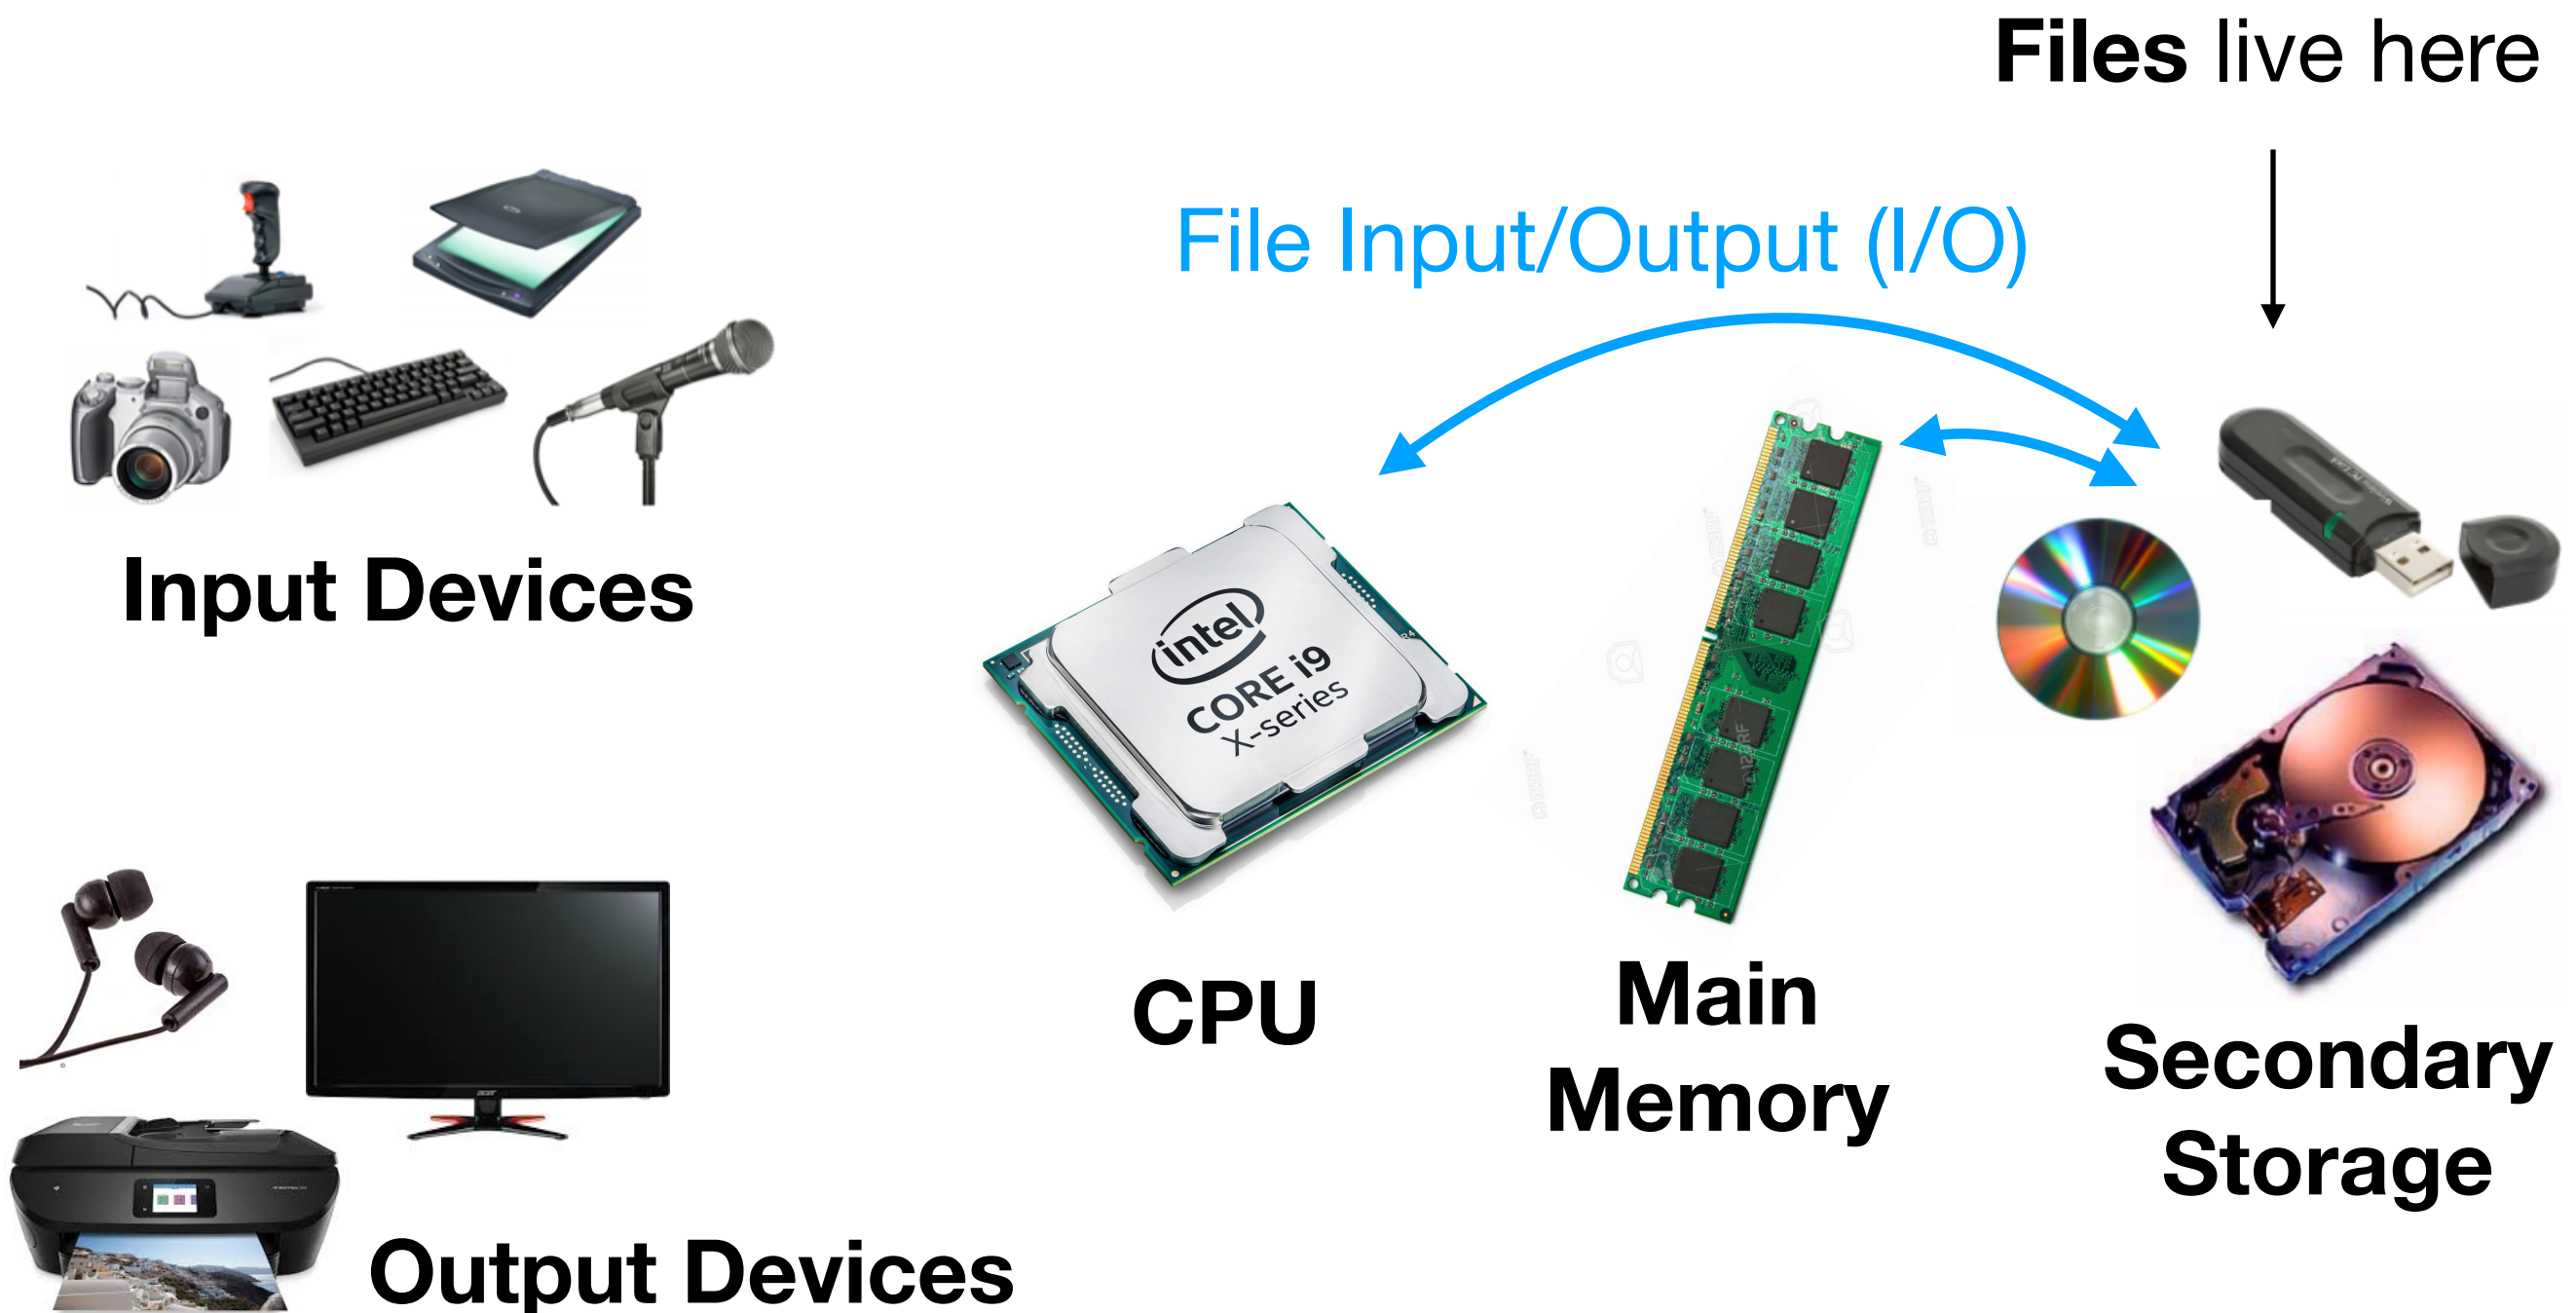 Files live here
File Input/Output (I/O)
Input Devices
intel
CORE i9
X-series
CPU
Main
Memory
Secondary
Storage
acer
Output Devices